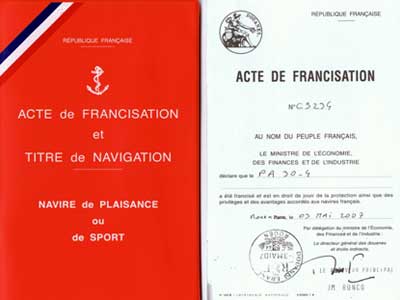 RÉPUBLIQUE FRANÇAISE
ACTE de FRANCISATION
et
TITRE de NAVIGATION
NAVIRE de PLAISANCE
ou
de SPORT
RÉPUBLIQUE FRANÇAISE
ACTE DE FRANCISATION
N°
AU NOM DU PEUPLE FRANÇAIS,
LE MINISTRE DE L'ÉCONOMIE,
DES FINANCES ET DE L'INDUSTRIE
déclare que le
a été francisé et est en droit de jouir de la protection ainsi que des
privilèges et des avantages accordés aux navires français.
le 03 MAI 2007
Par délégation du ministre de l'Économie,
des Finances et de l'Industrie :
Le directeur général des douanes
et droits indirects,
PRINCIPAL
JM RONCO